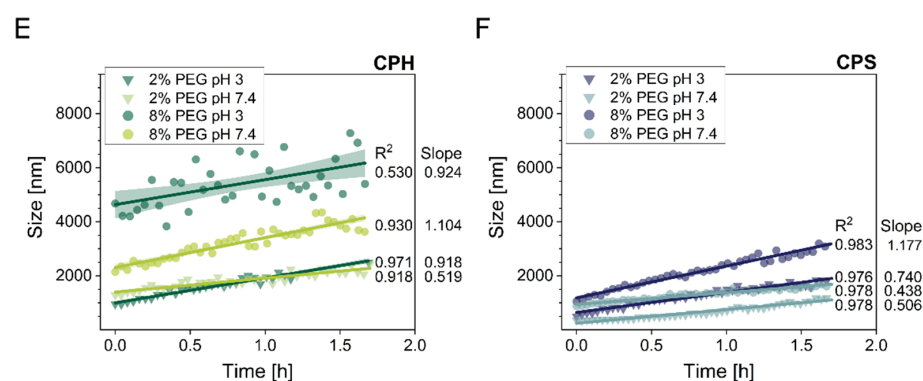 E
CPH
2% PEG pH 3
2% PEG pH 7.4
8% PEG pH 3
8% PEG pH 7.4
Size [nm]
8000
6000
4000
2000
R² Slope
0.530 0.924
0.930 1.104
0.971 0.918
0.918 0.519
0.0 0.5 1.0 1.5 2.0
Time [h]
F
CPS
2% PEG pH 3
2% PEG pH 7.4
8% PEG pH 3
8% PEG pH 7.4
Size [nm]
8000
6000
4000
2000
R² Slope
0.983 1.177
0.976 0.740
0.978 0.438
0.978 0.506
0.0 0.5 1.0 1.5 2.0
Time [h]